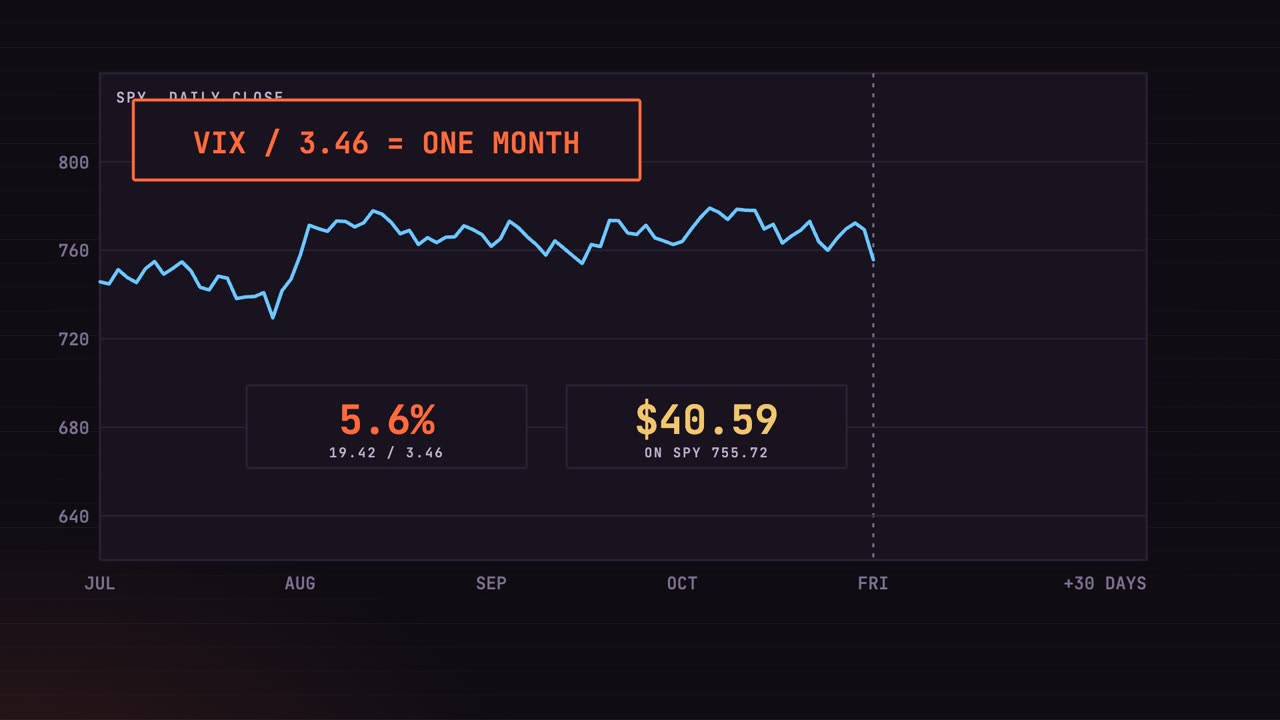 SPY DAILY CLOSE
VIX / 3.46 = ONE MONTH
800
760
720
680
640
5.6%
19.42 / 3.46
$40.59
ON SPY 755.72
JUL AUG SEP OCT FRI +30 DAYS